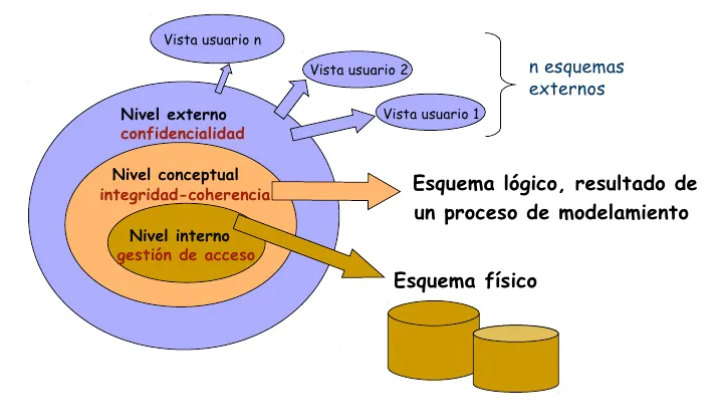 Vista usuario n
Vista usuario 2
Vista usuario 1
n esquemas
externos
Nivel externo
confidencialidad
Nivel conceptual
integridad-coherencia
Esquema lógico, resultado de
un proceso de modelamiento
Nivel interno
gestión de acceso
Esquema físico